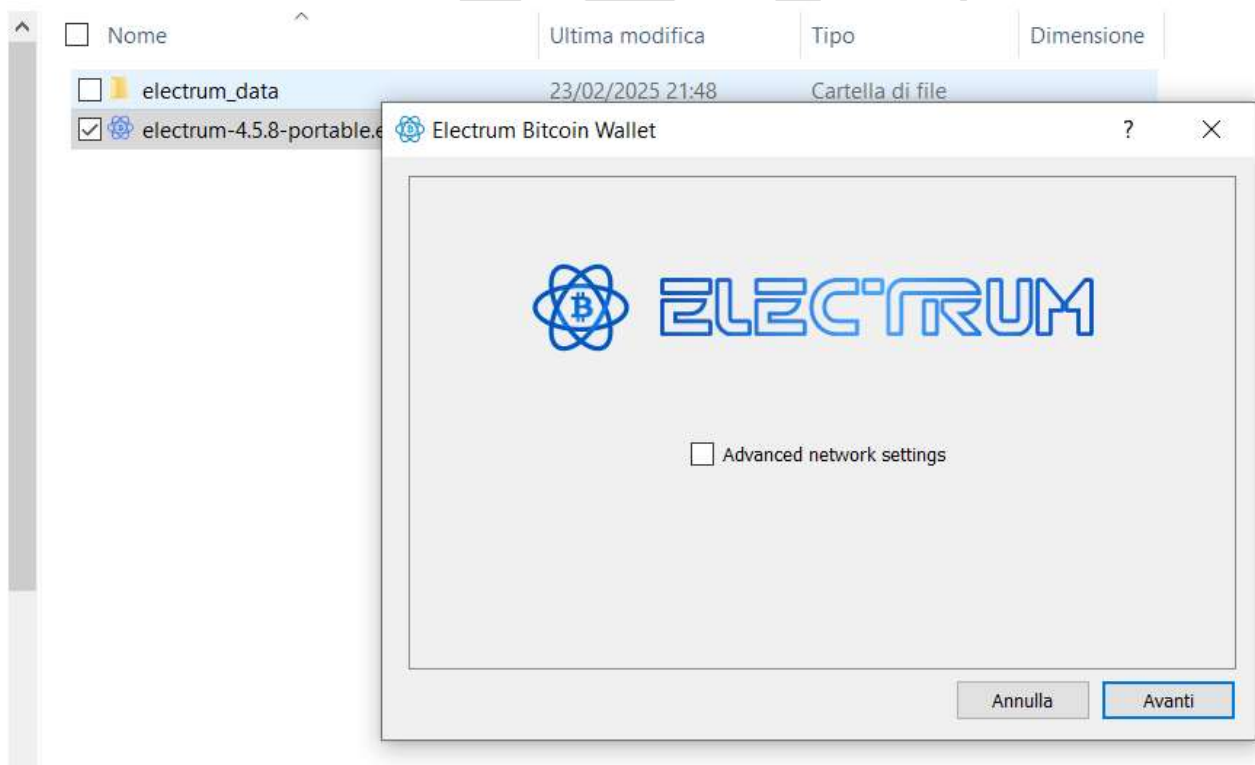 Nome Ultima modifica Tipo Dimensione
electrum_data 23/02/2025 21:48 Cartella di file
electrum-4.5.8-portable.e
Electrum Bitcoin Wallet ?
ELECTRUM
Advanced network settings
Annulla Avanti